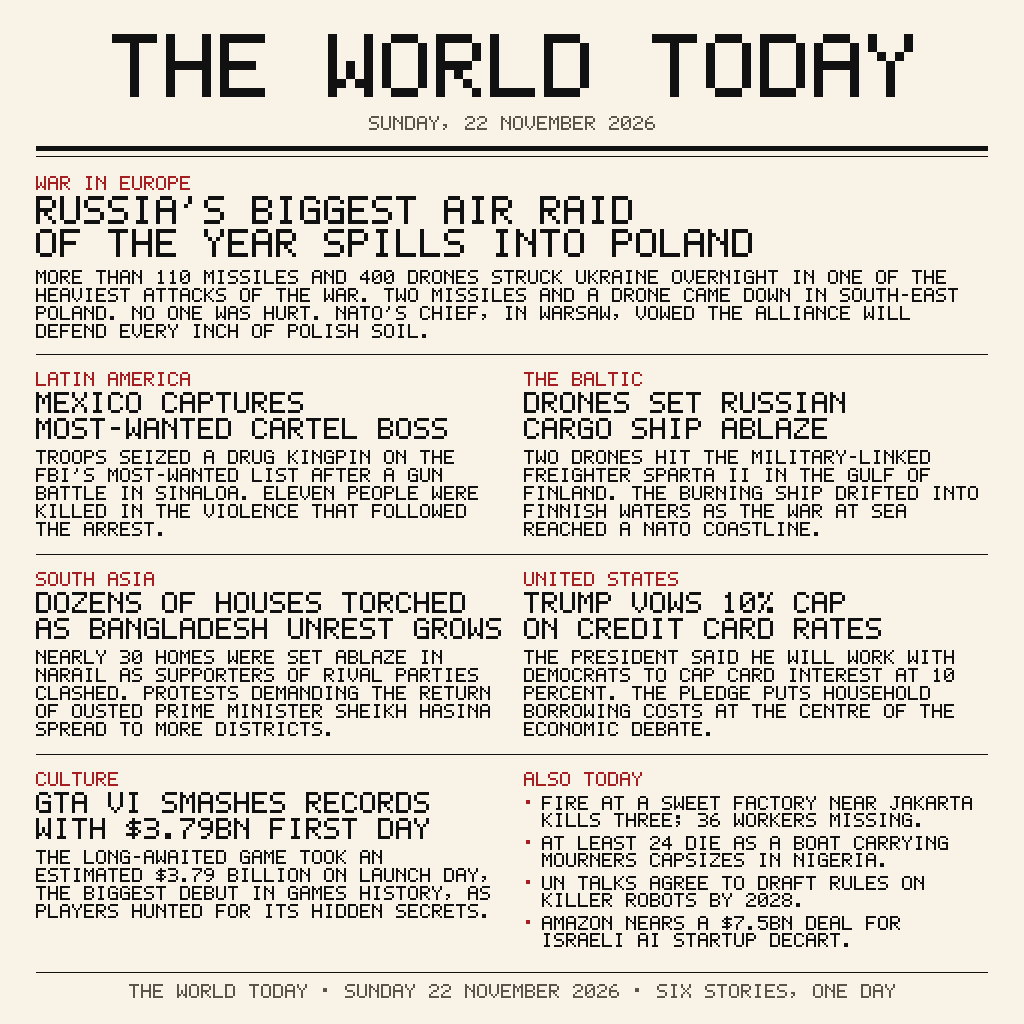 THE WORLD TODAY
SUNDAY, 22 NOVEMBER 2026
WAR IN EUROPE
RUSSIA'S BIGGEST AIR RAID
OF THE YEAR SPILLS INTO POLAND
MORE THAN 110 MISSILES AND 400 DRONES STRUCK UKRAINE OVERNIGHT IN ONE OF THE
HEAVIEST ATTACKS OF THE WAR. TWO MISSILES AND A DRONE CAME DOWN IN SOUTH-EAST
POLAND. NO ONE WAS HURT. NATO'S CHIEF, IN WARSAW, VOWED THE ALLIANCE WILL
DEFEND EVERY INCH OF POLISH SOIL.
LATIN AMERICA
MEXICO CAPTURES
MOST-WANTED CARTEL BOSS
TROOPS SEIZED A DRUG KINGPIN ON THE
FBI'S MOST-WANTED LIST AFTER A GUN
BATTLE IN SINALOA. ELEVEN PEOPLE WERE
KILLED IN THE VIOLENCE THAT FOLLOWED
THE ARREST.
THE BALTIC
DRONES SET RUSSIAN
CARGO SHIP ABLAZE
TWO DRONES HIT THE MILITARY-LINKED
FREIGHTER SPARTA II IN THE GULF OF
FINLAND. THE BURNING SHIP DRIFTED INTO
FINNISH WATERS AS THE WAR AT SEA
REACHED A NATO COASTLINE.
SOUTH ASIA
DOZENS OF HOUSES TORCHED
AS BANGLADESH UNREST GROWS
NEARLY 30 HOMES WERE SET ABLAZE IN
NARAIL AS SUPPORTERS OF RIVAL PARTIES
CLASHED. PROTESTS DEMANDING THE RETURN
OF OUSTED PRIME MINISTER SHEIKH HASINA
SPREAD TO MORE DISTRICTS.
UNITED STATES
TRUMP VOWS 10% CAP
ON CREDIT CARD RATES
THE PRESIDENT SAID HE WILL WORK WITH
DEMOCRATS TO CAP CARD INTEREST AT 10
PERCENT. THE PLEDGE PUTS HOUSEHOLD
BORROWING COSTS AT THE CENTRE OF THE
ECONOMIC DEBATE.
CULTURE
GTA VI SMASHES RECORDS
WITH $3.79BN FIRST DAY
THE LONG-AWAITED GAME TOOK AN
ESTIMATED $3.79 BILLION ON LAUNCH DAY,
THE BIGGEST DEBUT IN GAMES HISTORY, AS
PLAYERS HUNTED FOR ITS HIDDEN SECRETS.
ALSO TODAY
· FIRE AT A SWEET FACTORY NEAR JAKARTA
KILLS THREE; 36 WORKERS MISSING.
· AT LEAST 24 DIE AS A BOAT CARRYING
MOURNERS CAPSIZES IN NIGERIA.
· UN TALKS AGREE TO DRAFT RULES ON
KILLER ROBOTS BY 2028.
· AMAZON NEARS A $7.5BN DEAL FOR
ISRAELI AI STARTUP DECART.
THE WORLD TODAY · SUNDAY 22 NOVEMBER 2026 · SIX STORIES, ONE DAY